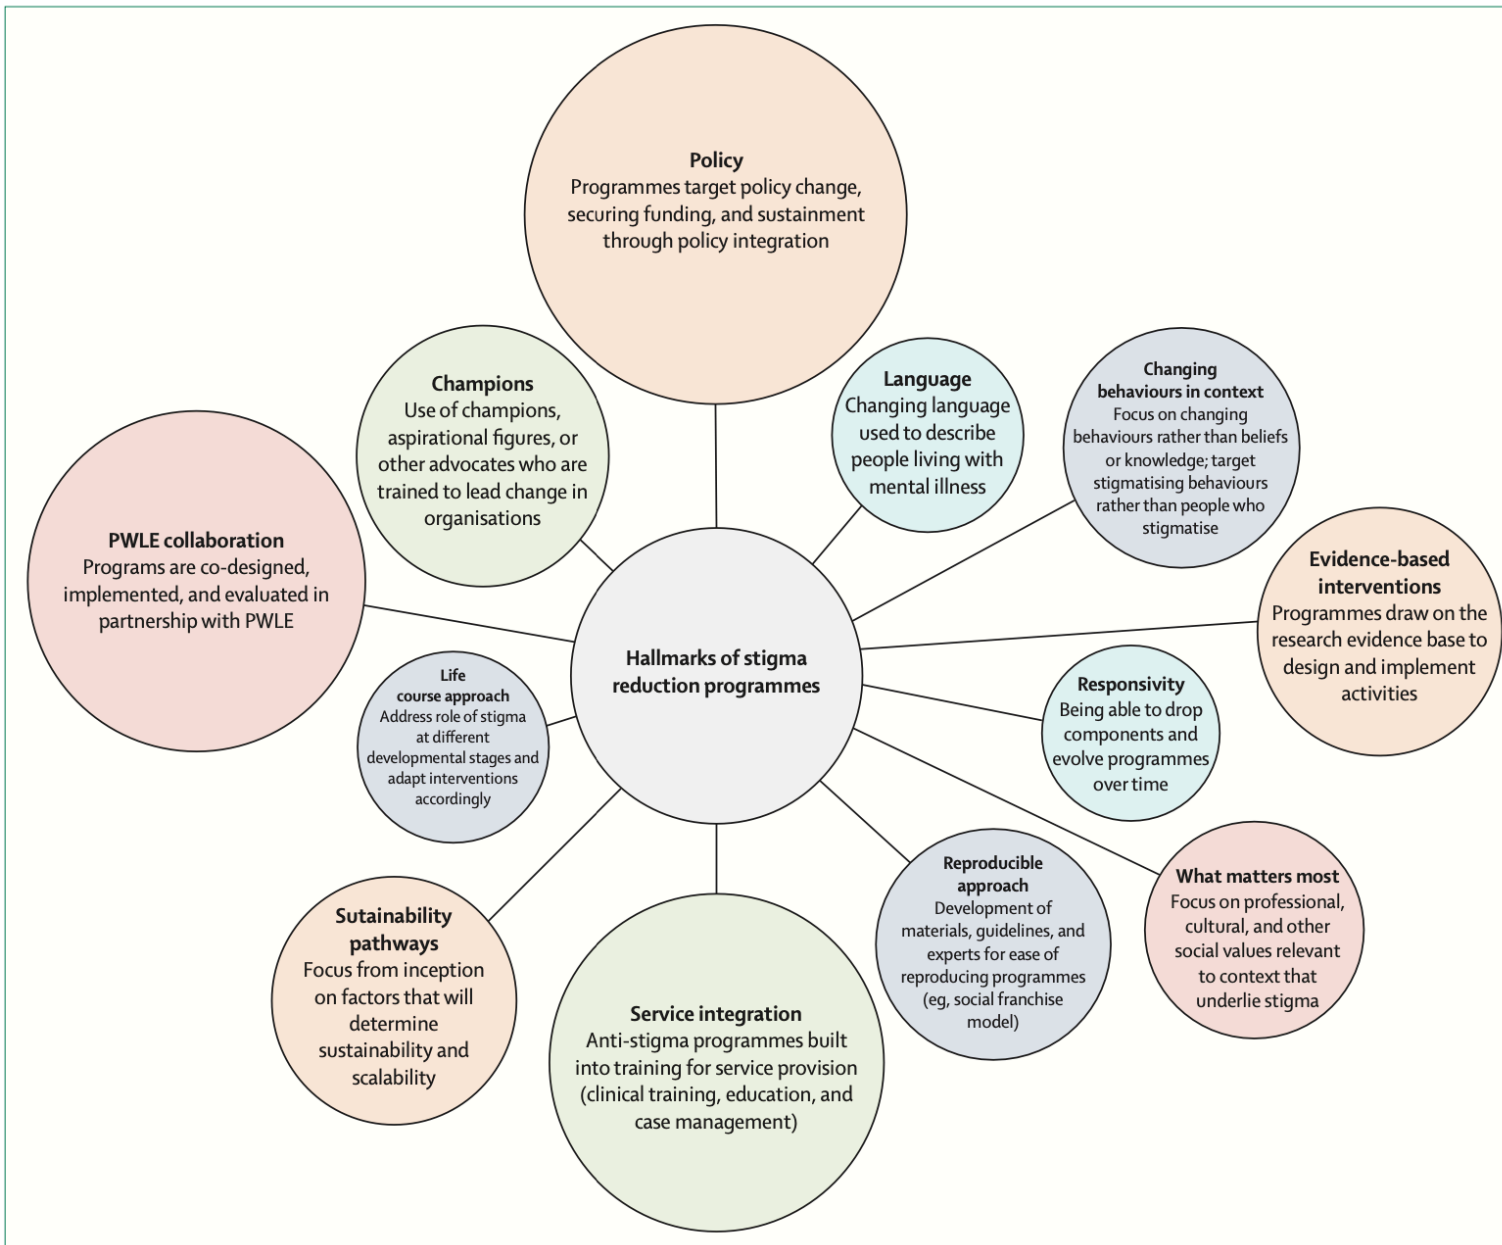 Policy
Programmes target policy change,
securing funding, and sustainment
through policy integration
Champions
Use of champions,
aspirational figures, or
other advocates who are
trained to lead change in
organisations
Language
Changing language
used to describe
people living with
mental illness
Changing
behaviours in context
Focus on changing
behaviours rather than beliefs
or knowledge; target
stigmatising behaviours
rather than people who
stigmatise
PWLE collaboration
Programs are co-designed,
implemented, and evaluated in
partnership with PWLE
Evidence-based
interventions
Programmes draw on the
research evidence base to
design and implement
activities
Hallmarks of stigma
reduction programmes
Life
course approach
Address role of stigma
at different
developmental stages and
adapt interventions
accordingly
Responsivity
Being able to drop
components and
evolve programmes
over time
Sutainability
pathways
Focus from inception
on factors that will
determine
sustainability and
scalability
Service integration
Anti-stigma programmes built
into training for service provision
(clinical training, education, and
case management)
Reproducible
approach
Development of
materials, guidelines, and
experts for ease of
reproducing programmes
(eg, social franchise
model)
What matters most
Focus on professional,
cultural, and other
social values relevant
to context that
underlie stigma